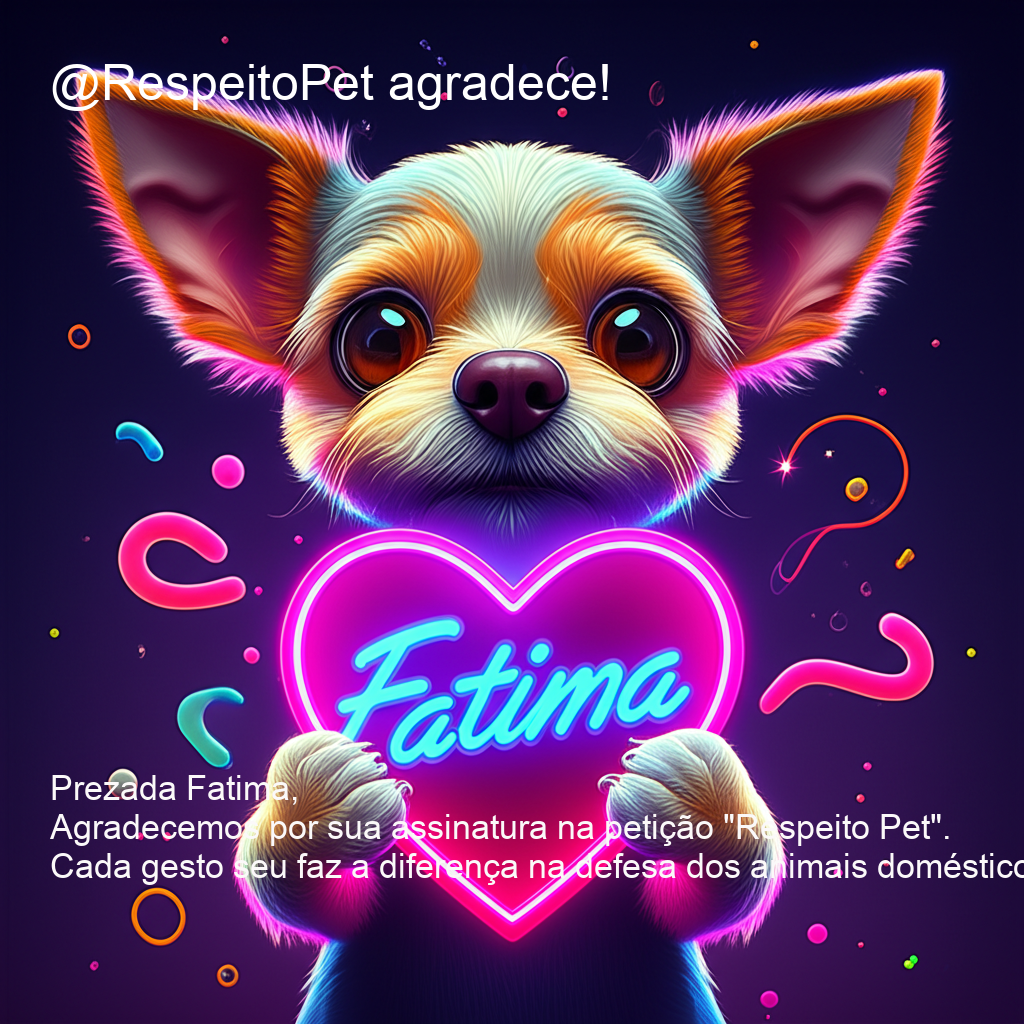 @RespeitoPet agradece!
Fatima
Prezada Fatima,
Agradecemos por sua assinatura na petição "Respeito Pet".
Cada gesto seu faz a diferença na defesa dos animais doméstico